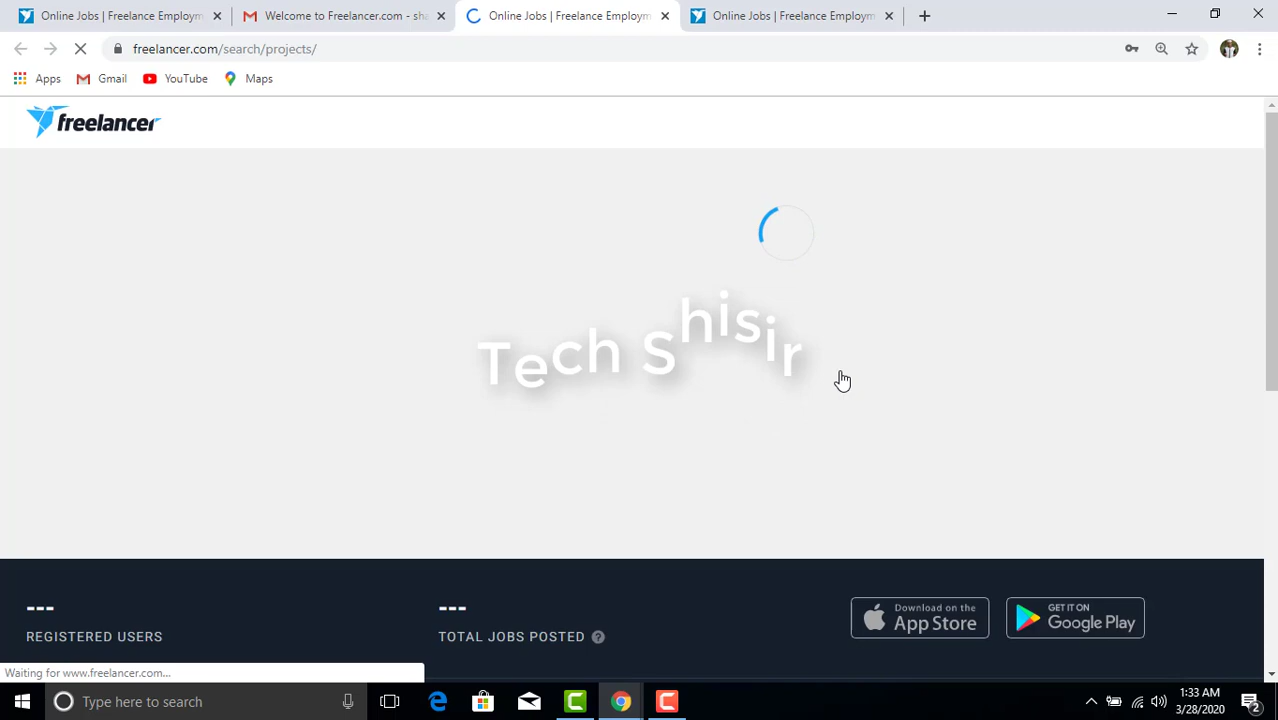 Online Jobs | Freelance Employm
Welcome to Freelancer.com - sha
Online Jobs | Freelance Employm
Online Jobs | Freelance Employm
freelancer.com/search/projects/
Apps
Gmail
YouTube
Maps
freelancer
Tech Shisir
---
---
REGISTERED USERS
TOTAL JOBS POSTED ?
Download on the
App Store
GET IT ON
Google Play
Waiting for www.freelancer.com...
Type here to search
1:33 AM
3/28/2020
2